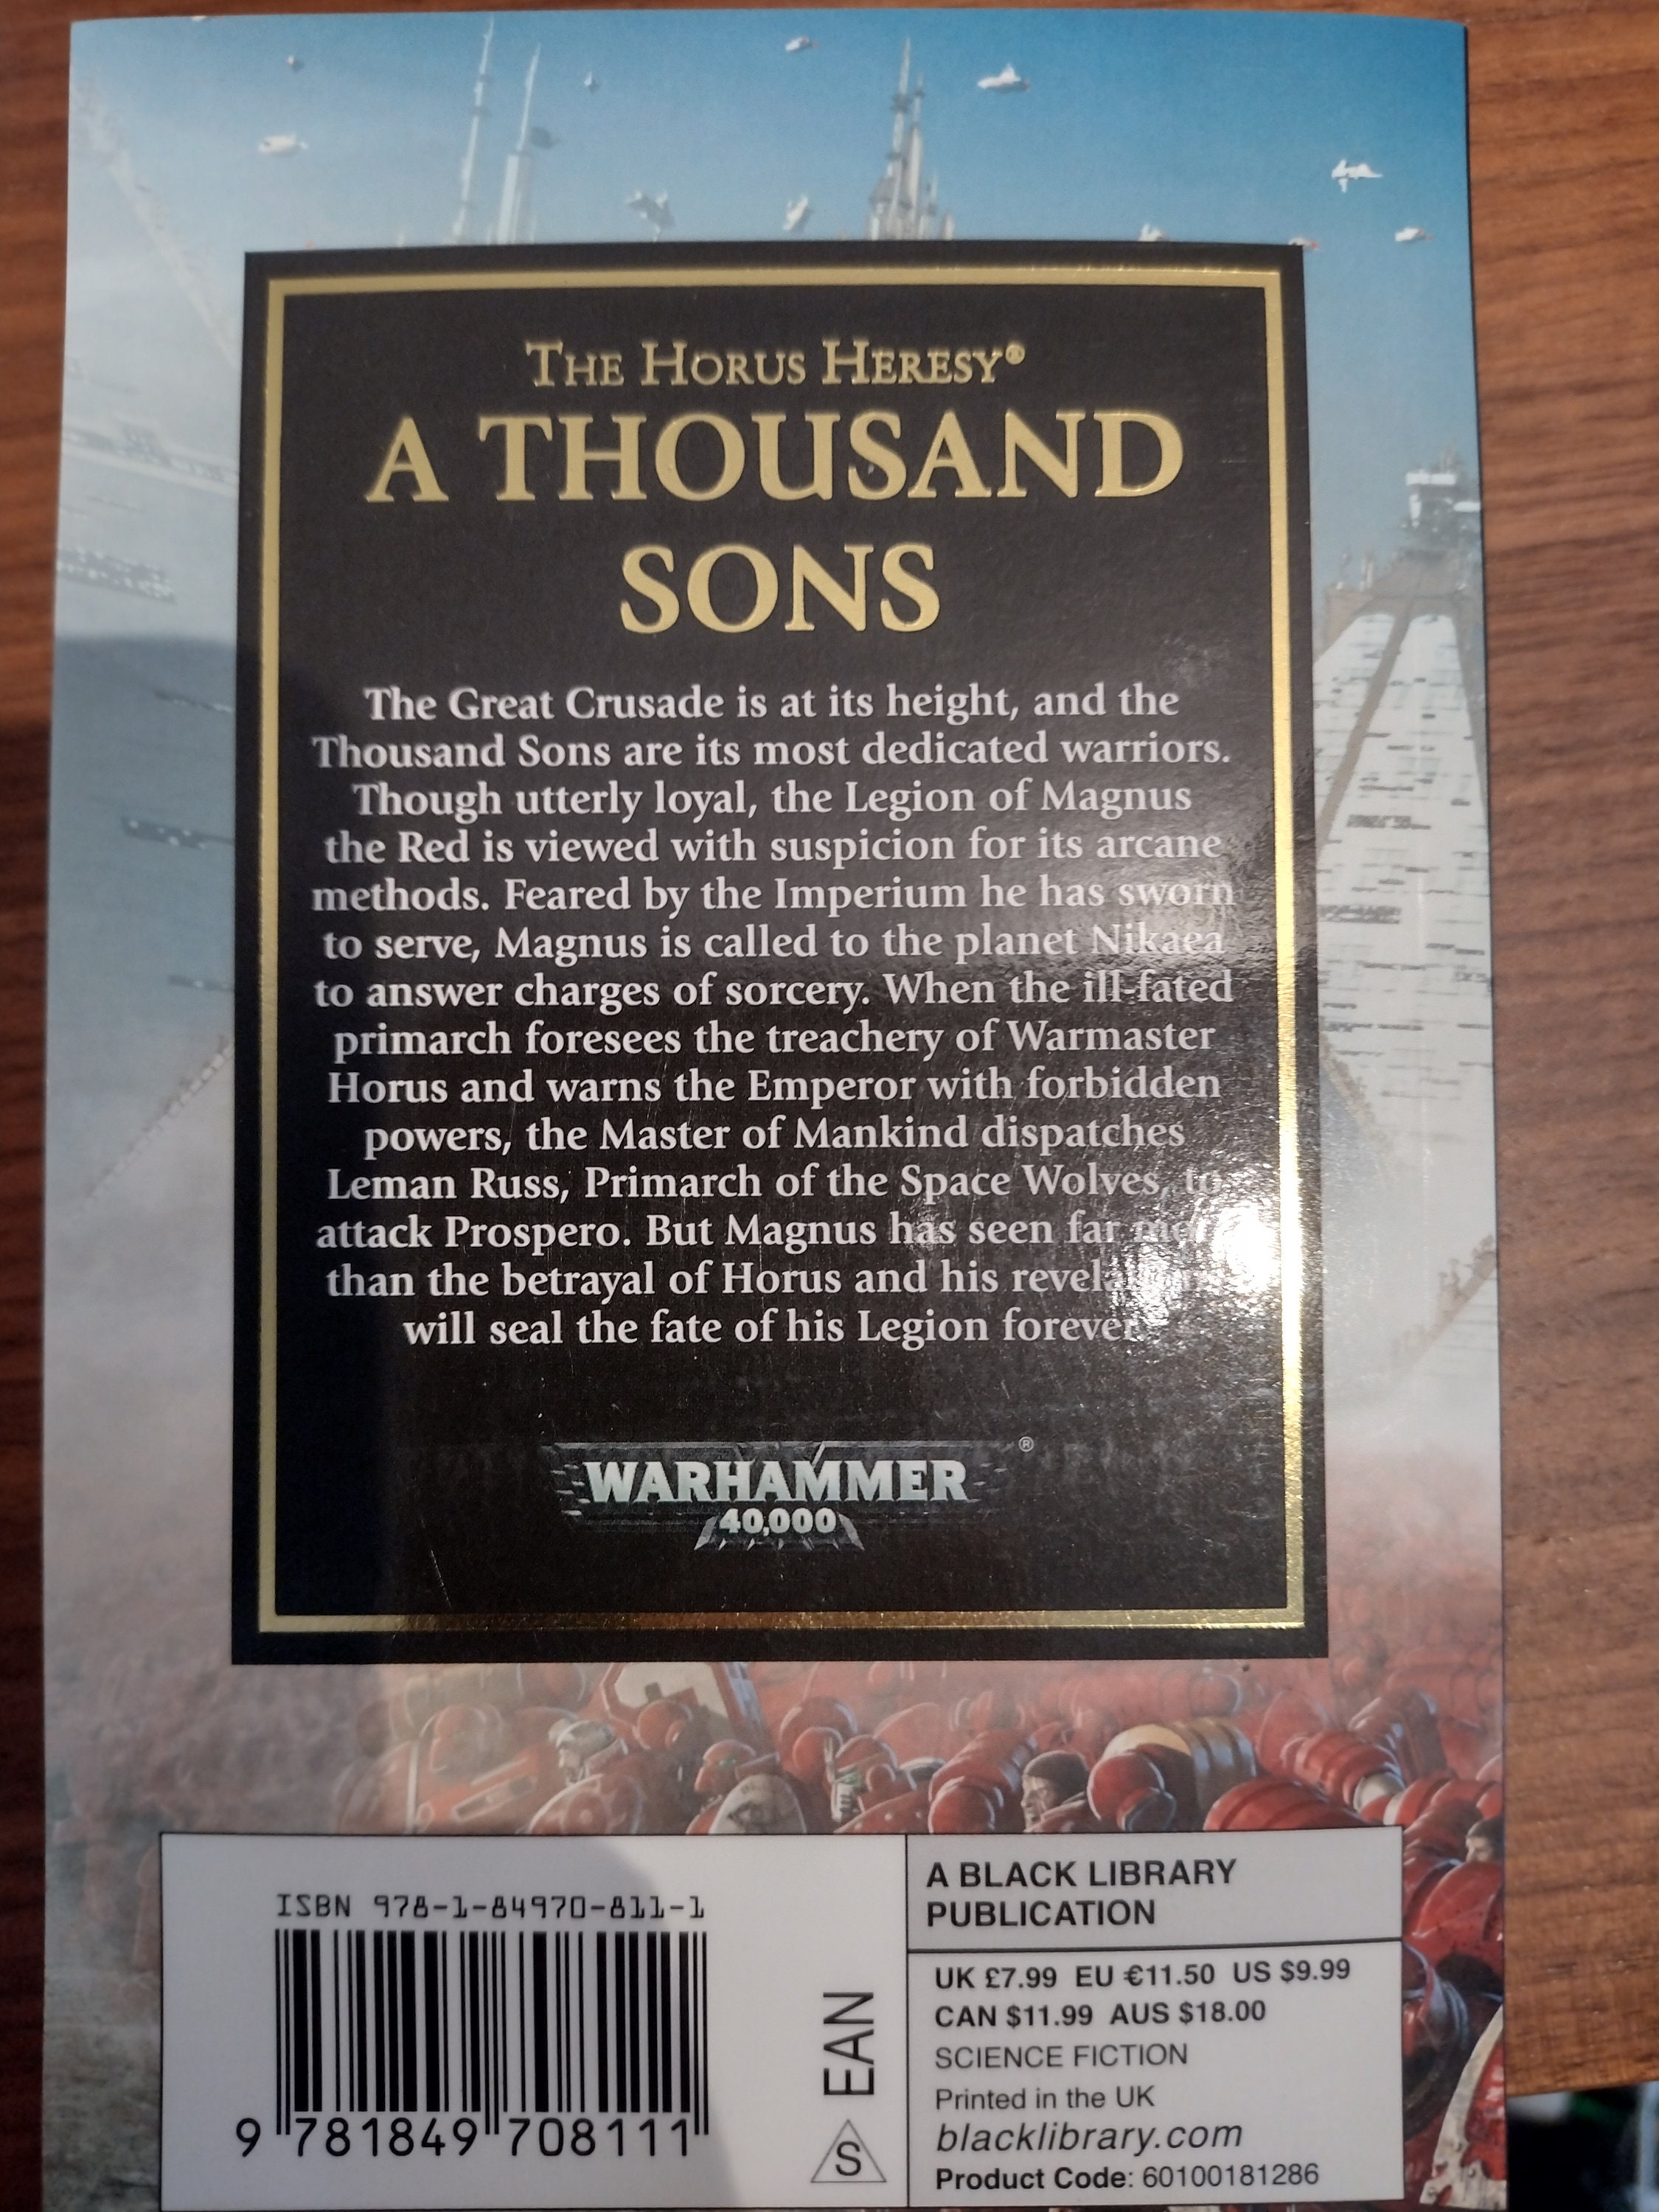 THE HORUS HERESY®
A THOUSAND
SONS
The Great Crusade is at its height, and the
Thousand Sons are its most dedicated warriors.
Though utterly loyal, the Legion of Magnus
the Red is viewed with suspicion for its arcane
methods. Feared by the Imperium he has sworn
to serve, Magnus is called to the planet Nikaea
to answer charges of sorcery. When the ill-fated
primarch foresees the treachery of Warmaster
Horus and warns the Emperor with forbidden
powers, the Master of Mankind dispatches
Leman Russ, Primarch of the Space Wolves, to
attack Prospero. But Magnus has seen far
than the betrayal of Horus and his
will seal the fate of his Legion forever
WARHAMMER ®
40,000
ISBN 978-1-84970-811-1
9 781849 708111
EAN
S
A BLACK LIBRARY
PUBLICATION
UK £7.99 EU €11.50 US $9.99
CAN $11.99 AUS $18.00
SCIENCE FICTION
Printed in the UK
blacklibrary.com
Product Code: 60100181286